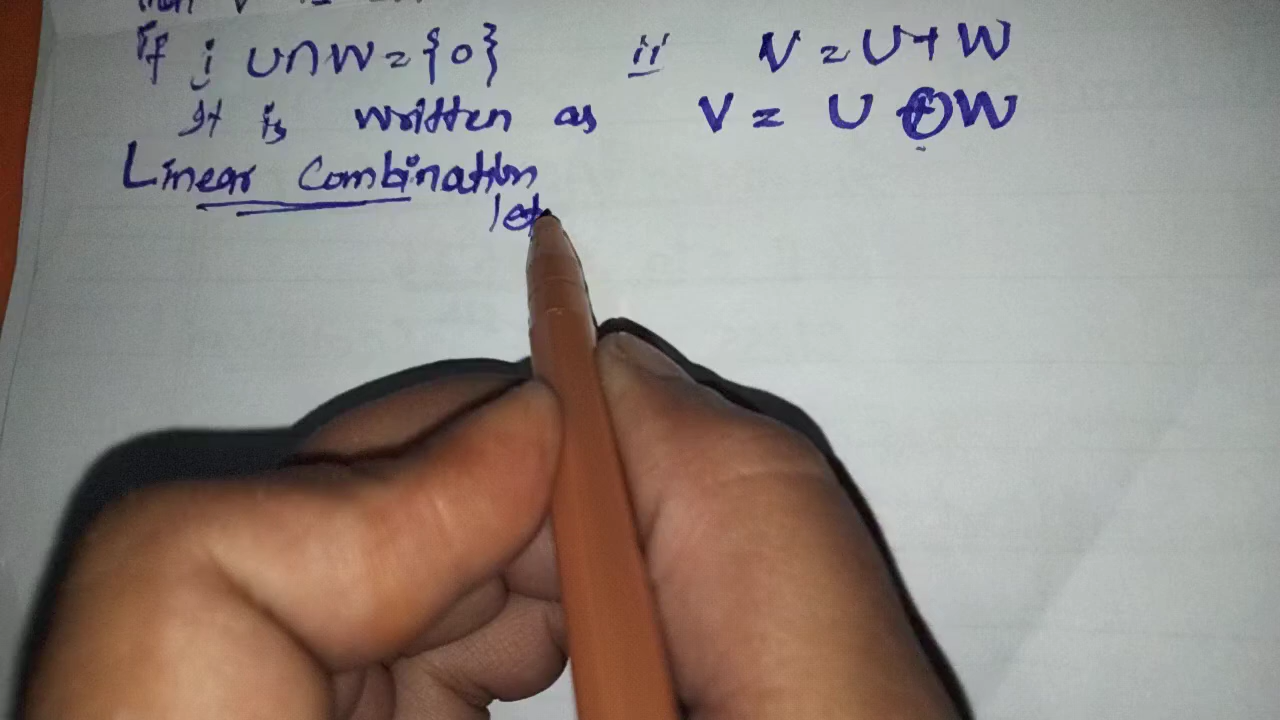 If i U∩W = {0} ii V = U + W
It is written as V = U ⊕ W
Linear Combination
let